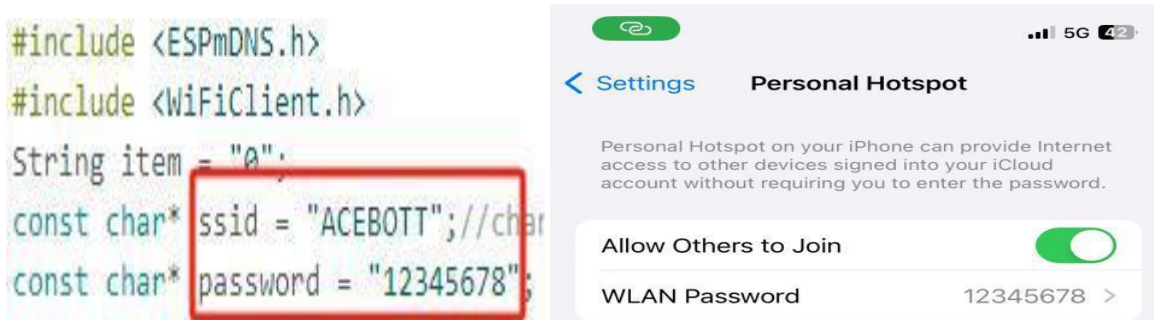 #include <ESPmDNS.h>
#include <WiFiClient.h>
String item = "0";
const char* ssid = "ACEBOTT";//char
const char* password = "12345678";
5G 42
Settings Personal Hotspot
Personal Hotspot on your iPhone can provide Internet
access to other devices signed into your iCloud
account without requiring you to enter the password.
Allow Others to Join
WLAN Password 12345678 >